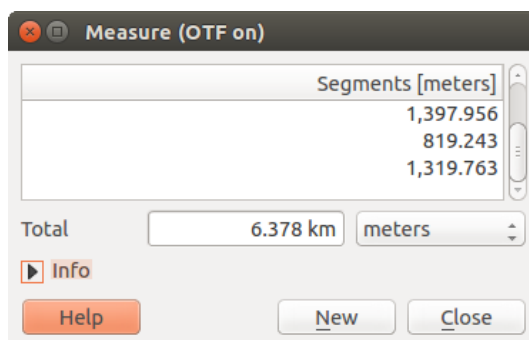 Measure (OTF on)
Segments [meters]
1,397.956
819.243
1,319.763
Total 6.378 km meters
Info
Help New Close